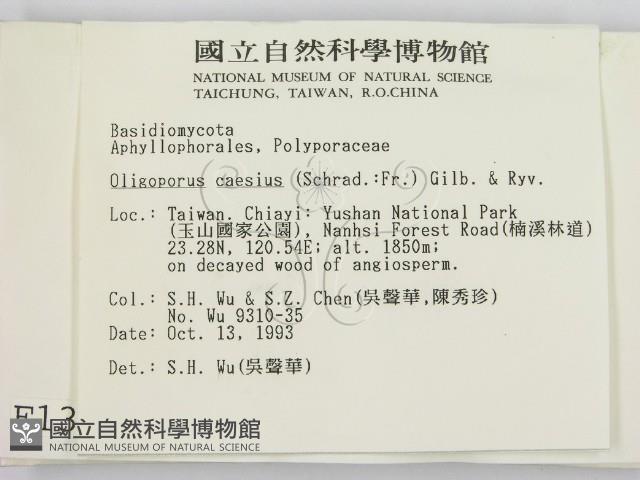 國立自然科學博物館
NATIONAL MUSEUM OF NATURAL SCIENCE
TAICHUNG, TAIWAN, R.O.CHINA
Basidiomycota
Aphyllophorales, Polyporaceae
Oligoporus caesius (Schrad.:Fr.) Gilb. & Ryv.
Loc.: Taiwan. Chiayi: Yushan National Park
(玉山國家公園), Nanhsi Forest Road(楠溪林道)
23.28N, 120.54E; alt. 1850m;
on decayed wood of angiosperm.
Col.: S.H. Wu & S.Z. Chen(吳聲華,陳秀珍)
No. Wu 9310-35
Date: Oct. 13, 1993
Det.: S.H. Wu(吳聲華)
F13
國立自然科學博物館
NATIONAL MUSEUM OF NATURAL SCIENCE